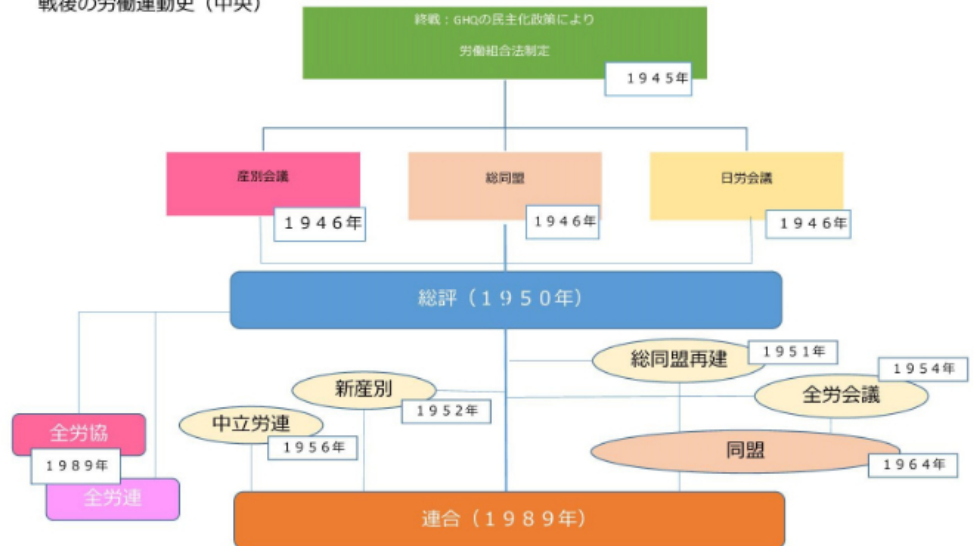 戦後の労働運動史（中央）
終戦：GHQの民主化政策により
労働組合法制定
１９４５年
産別会議
総同盟
日労会議
１９４６年
１９４６年
１９４６年
総評（１９５０年）
総同盟再建
１９５１年
１９５４年
新産別
全労会議
１９５２年
中立労連
全労協
１９５６年
同盟
１９８９年
１９６４年
全労連
連合（１９８９年）